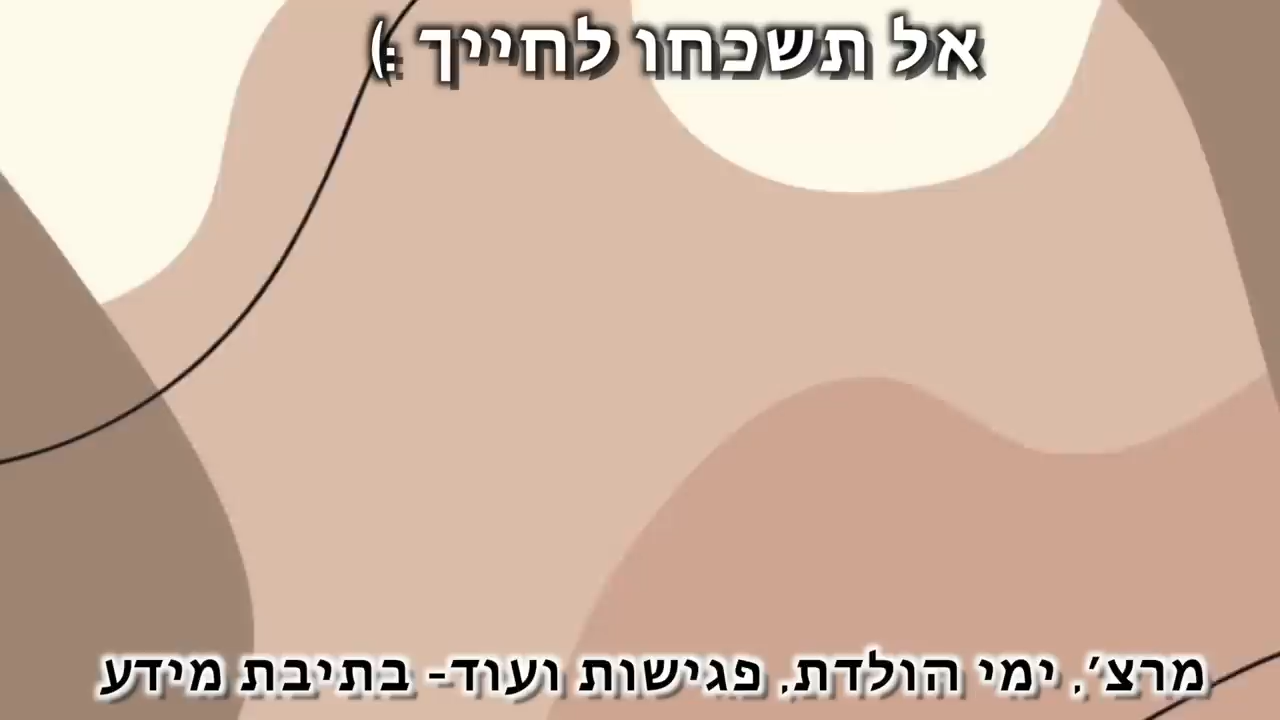 אל תשכחו לחייך :)
מרצ', ימי הולדת, פגישות ועוד- בתיבת מידע